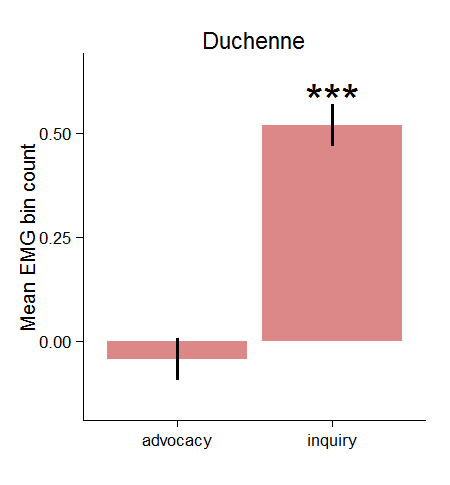 Duchenne
***
Mean EMG bin count
0.50
0.25
0.00
advocacy inquiry